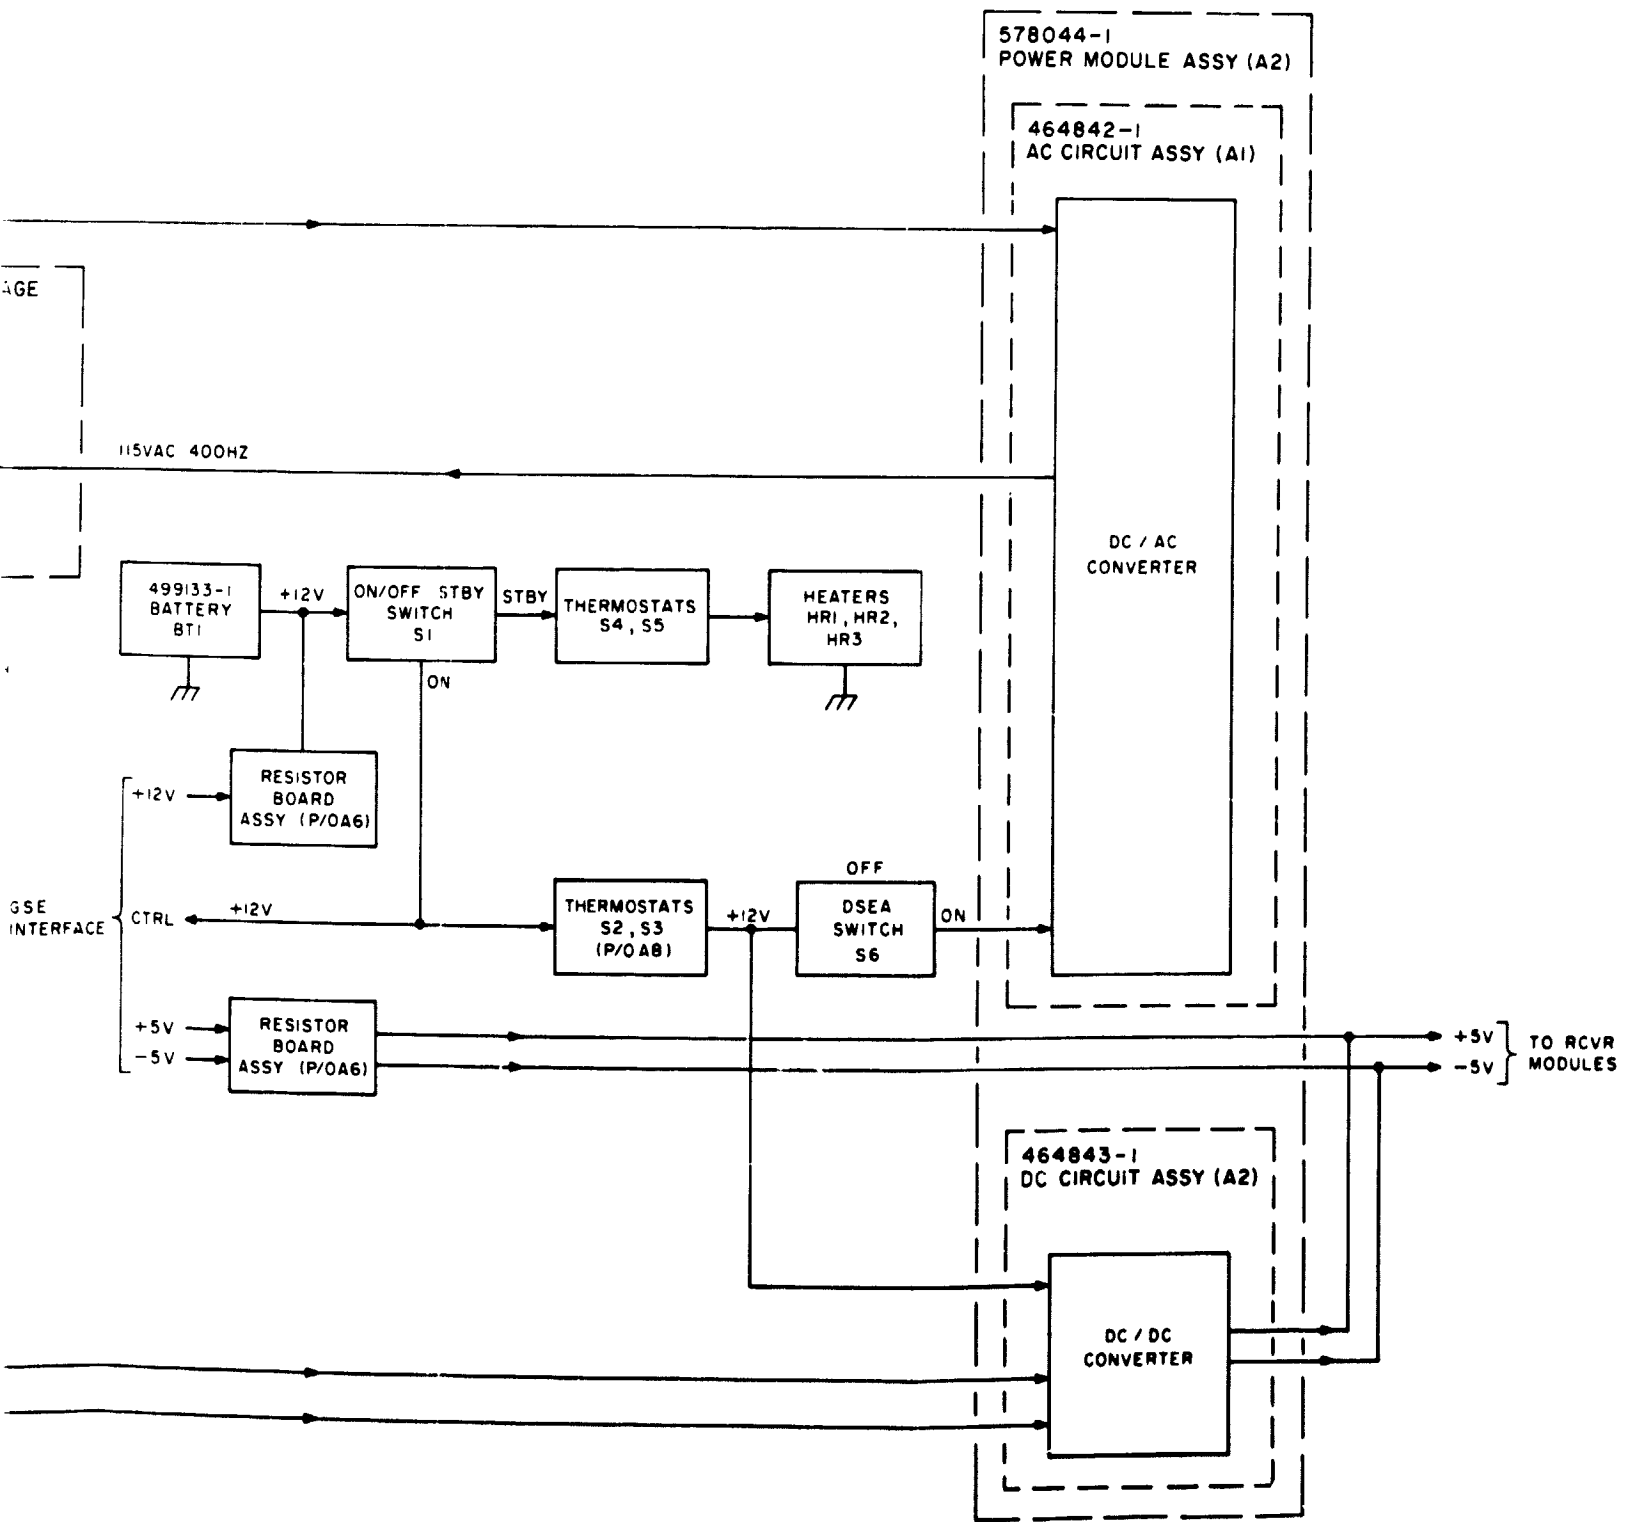 578044-1
POWER MODULE ASSY (A2)
464842-1
AC CIRCUIT ASSY (A1)
AGE
115VAC 400HZ
DC / AC
CONVERTER
499133-1
BATTERY
BT1
+12V
ON/OFF STBY
SWITCH
S1
STBY
THERMOSTATS
S4, S5
HEATERS
HR1, HR2,
HR3
ON
+12V
RESISTOR
BOARD
ASSY (P/OA6)
GSE
INTERFACE
CTRL
+12V
THERMOSTATS
S2, S3
(P/OA8)
+12V
OFF
DSEA
SWITCH
S6
ON
+5V
-5V
RESISTOR
BOARD
ASSY (P/OA6)
+5V
-5V
TO RCVR
MODULES
464843-1
DC CIRCUIT ASSY (A2)
DC / DC
CONVERTER